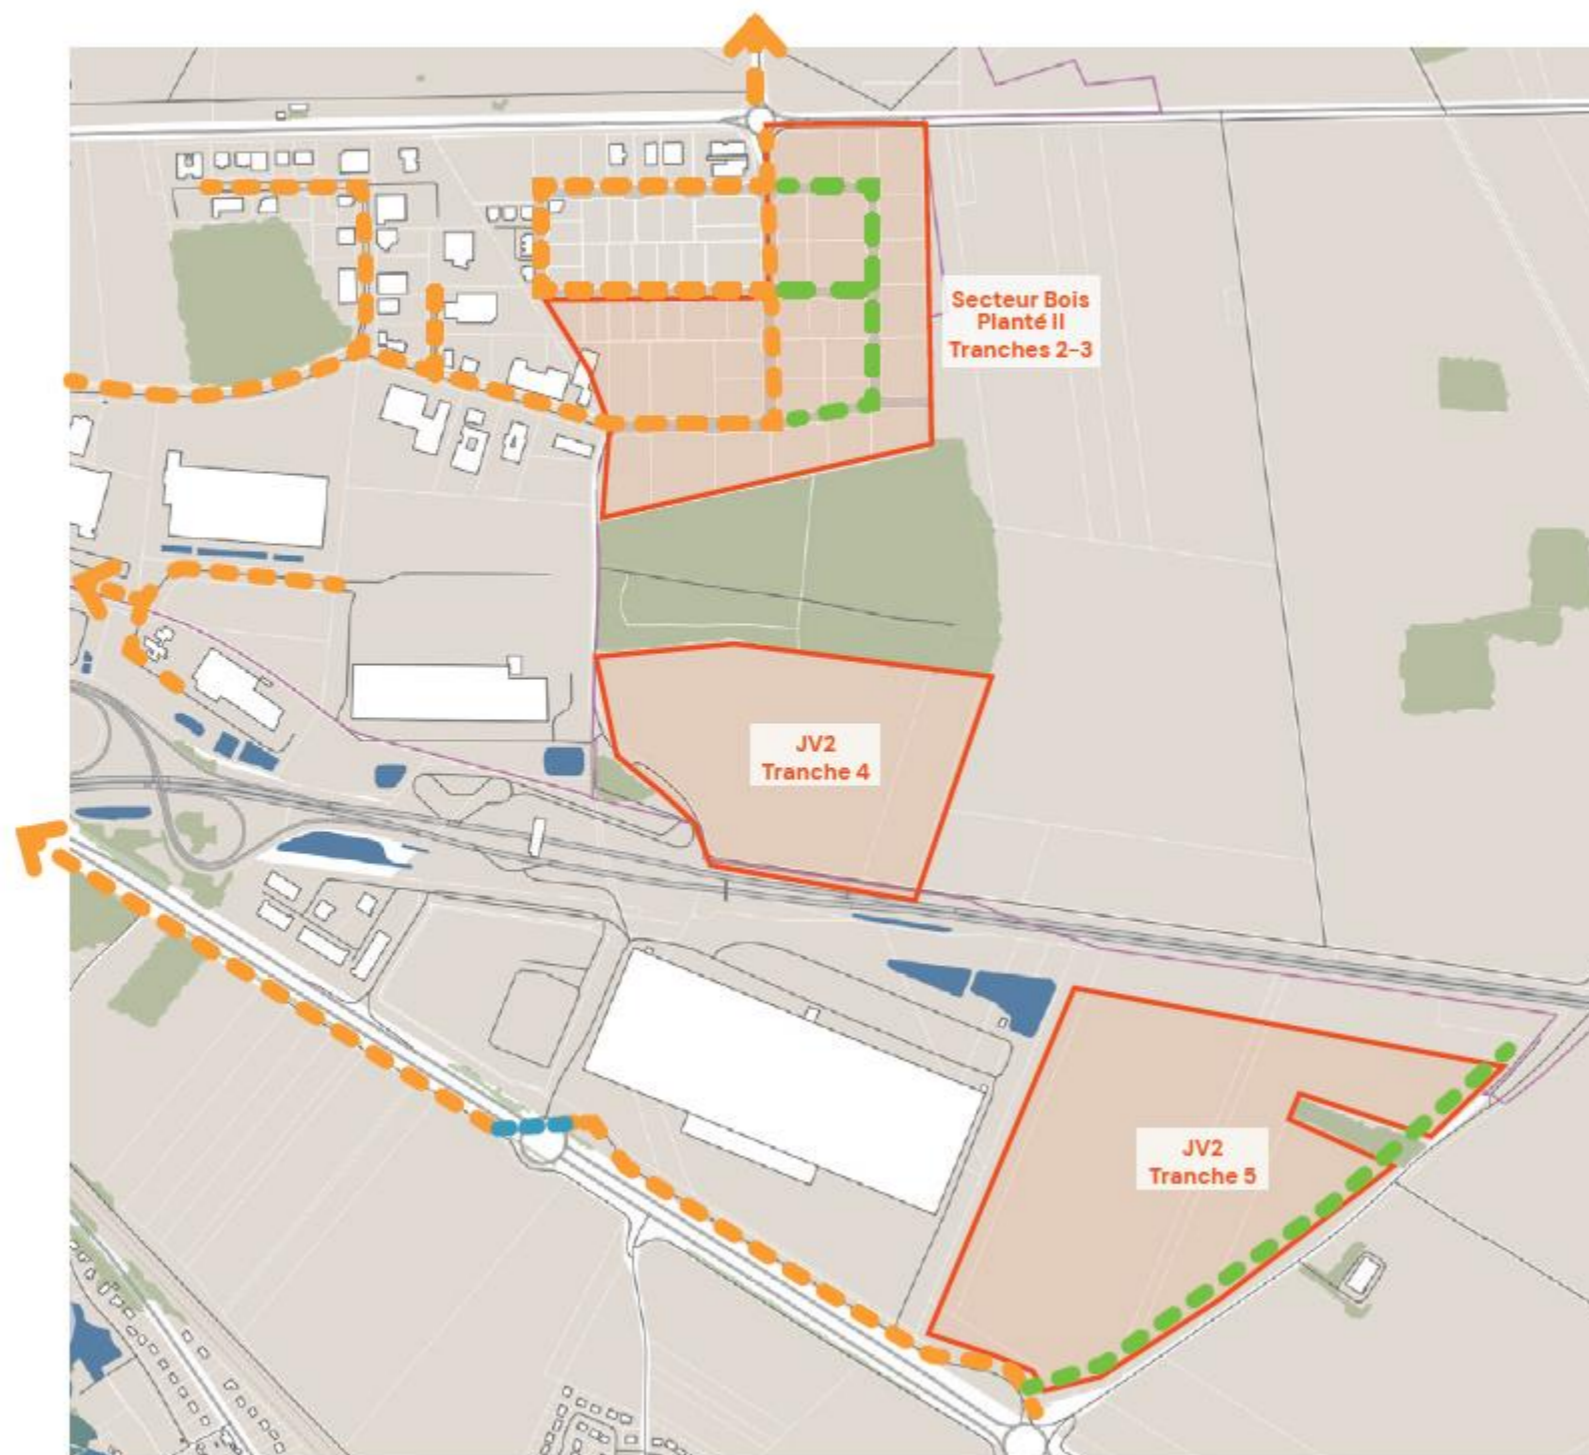 Secteur Bois
Planté II
Tranches 2-3
JV2
Tranche 4
JV2
Tranche 5